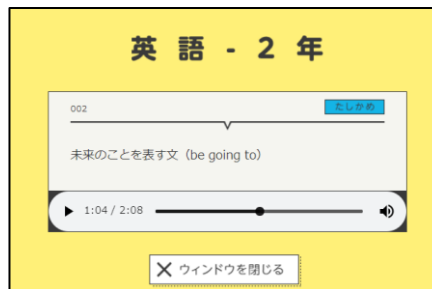 英語-2年
002
たしかめ
未来のことを表す文（be going to）
1:04 / 2:08
ウィンドウを閉じる